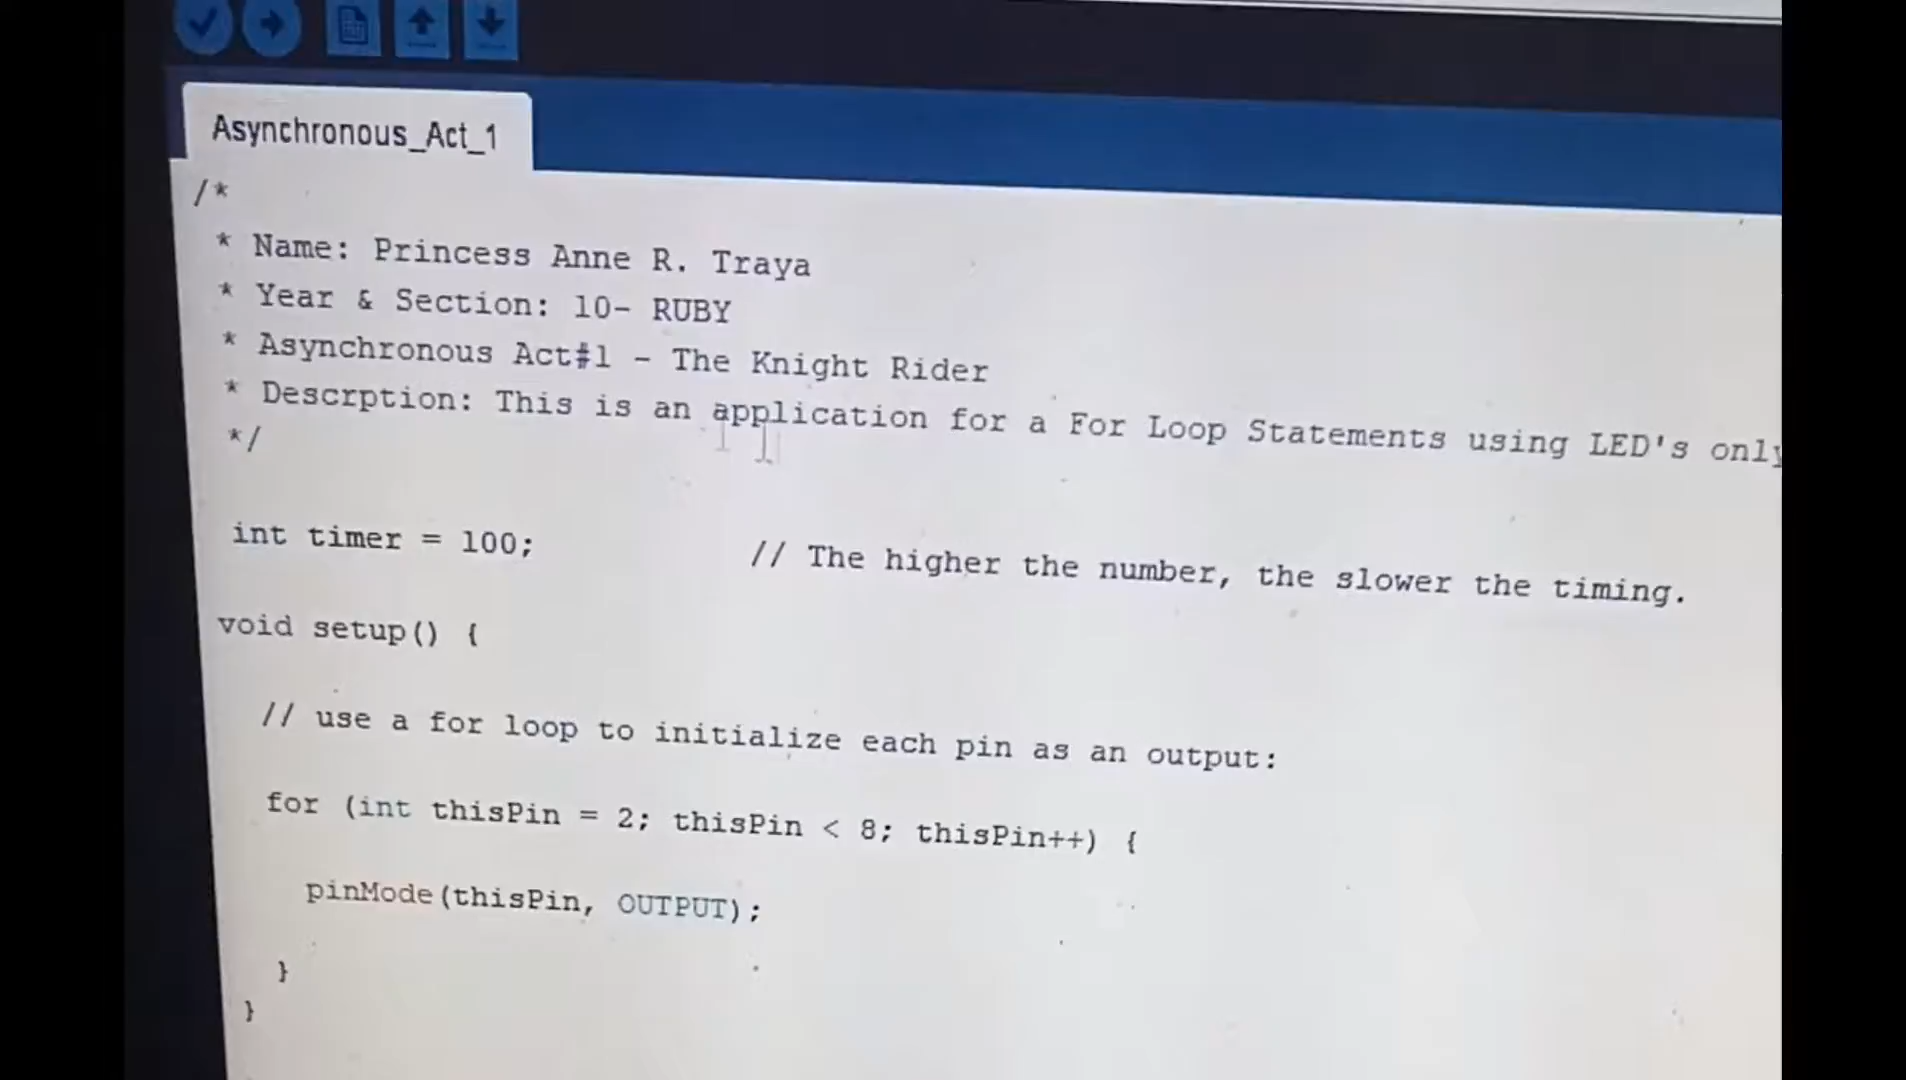 Asynchronous_Act_1
/*
* Name: Princess Anne R. Traya
* Year & Section: 10- RUBY
* Asynchronous Act#1 - The Knight Rider
* Descrption: This is an application for a For Loop Statements using LED's only
*/
int timer = 100; // The higher the number, the slower the timing.
void setup() {
// use a for loop to initialize each pin as an output:
for (int thisPin = 2; thisPin < 8; thisPin++) {
pinMode(thisPin, OUTPUT);
}
}